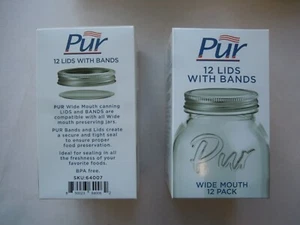 Pur
12 LIDS WITH BANDS
PUR Wide Mouth canning
LIDS and BANDS are
compatible with all Wide
mouth preserving jars.
PUR Bands and Lids create
a secure and tight seal
to ensure proper
food preservation.
Ideal for sealing in all
the freshness of your
favorite foods.
BPA free.
SKU:64007
Pur
12 LIDS
WITH BANDS
Pur
WIDE MOUTH
12 PACK